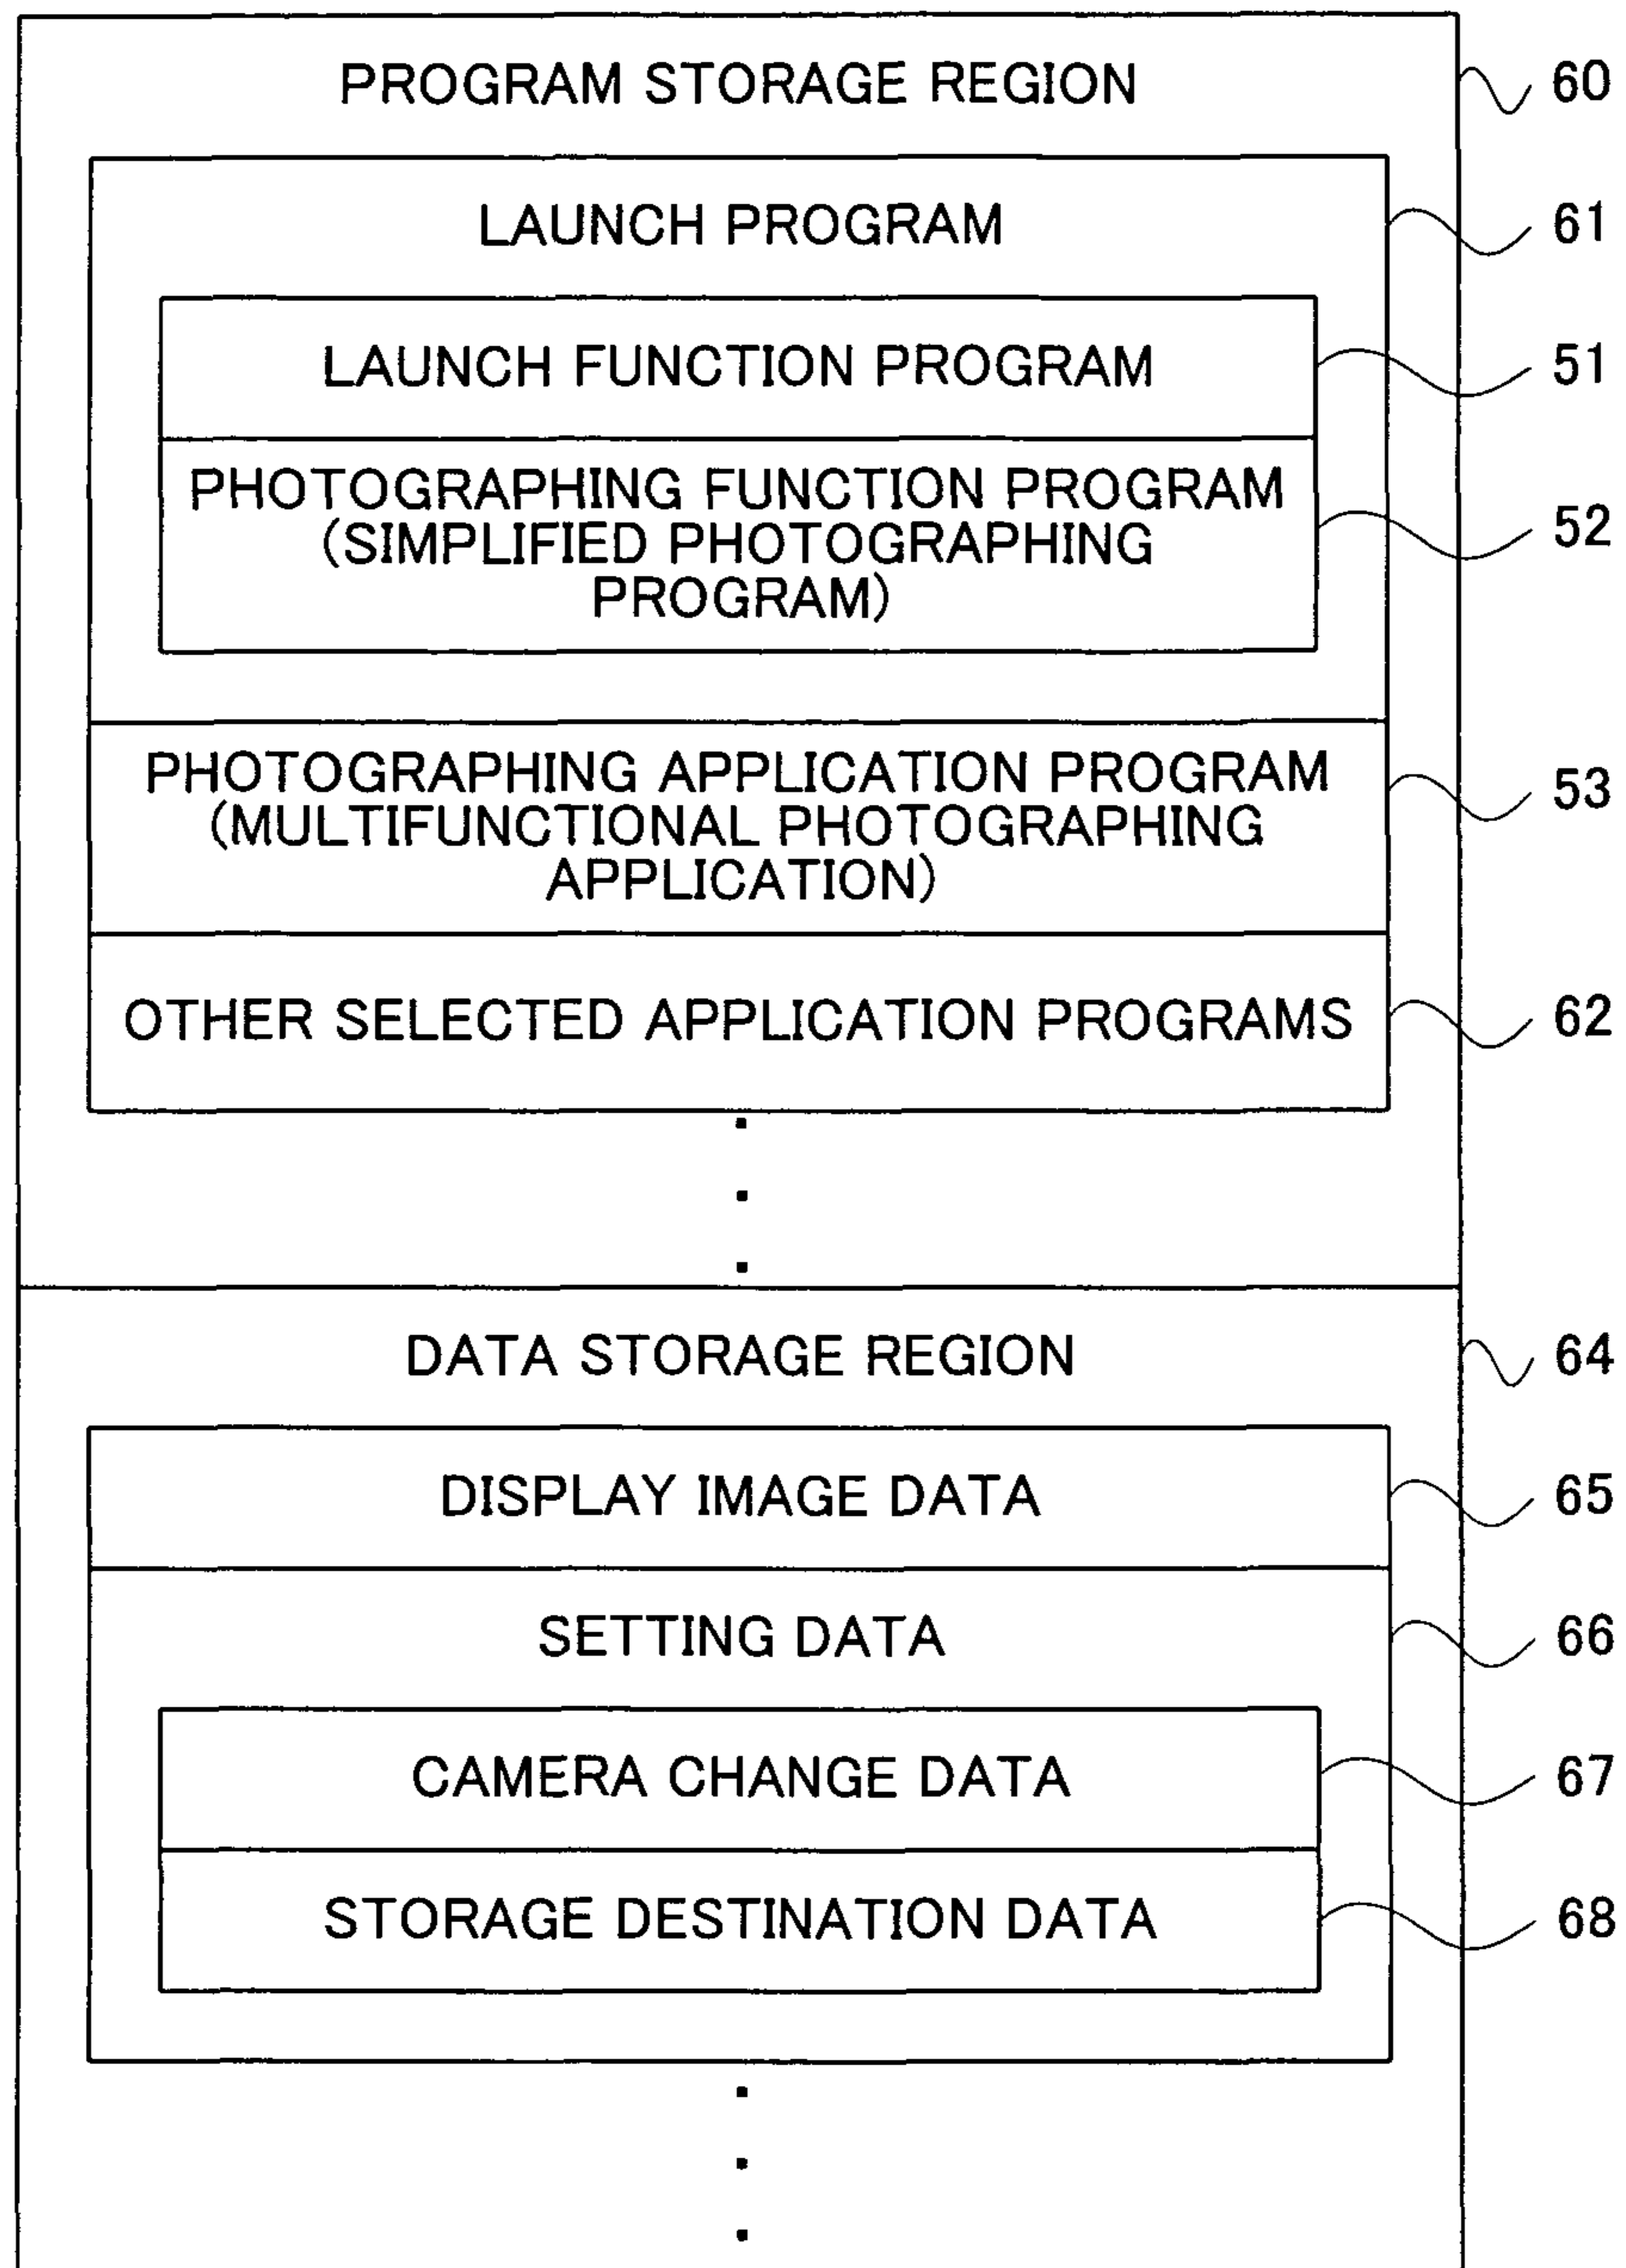 PROGRAM STORAGE REGION 60
LAUNCH PROGRAM 61
LAUNCH FUNCTION PROGRAM 51
PHOTOGRAPHING FUNCTION PROGRAM
(SIMPLIFIED PHOTOGRAPHING 52
PROGRAM)
PHOTOGRAPHING APPLICATION PROGRAM 53
(MULTIFUNCTIONAL PHOTOGRAPHING
APPLICATION)
OTHER SELECTED APPLICATION PROGRAMS 62
DATA STORAGE REGION 64
DISPLAY IMAGE DATA 65
SETTING DATA 66
CAMERA CHANGE DATA 67
STORAGE DESTINATION DATA 68